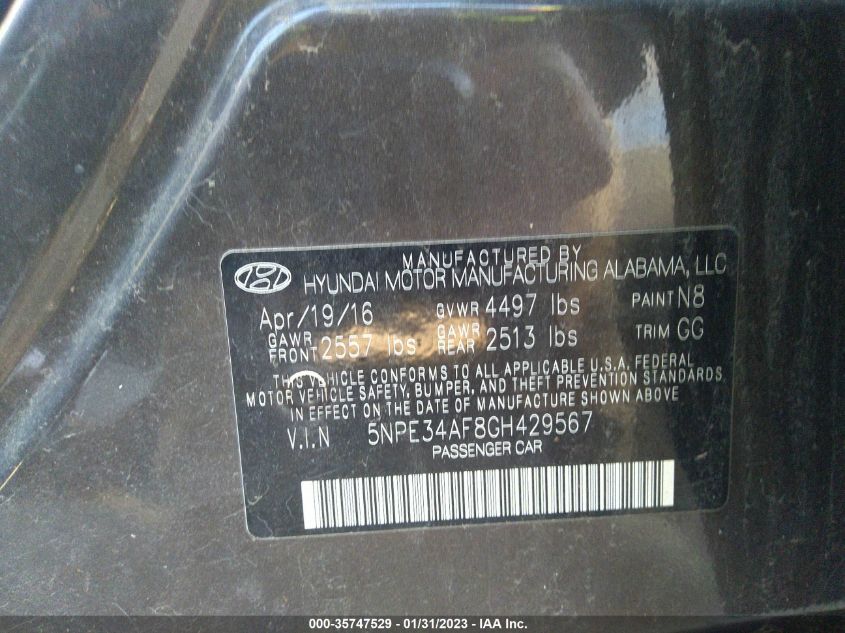 MANUFACTURED BY
HYUNDAI MOTOR MANUFACTURING ALABAMA, LLC
Apr/19/16 GVWR 4497 lbs PAINT N8
GAWR FRONT 2557 lbs GAWR REAR 2513 lbs TRIM GG
THIS VEHICLE CONFORMS TO ALL APPLICABLE U.S.A. FEDERAL
MOTOR VEHICLE SAFETY, BUMPER, AND THEFT PREVENTION STANDARDS
IN EFFECT ON THE DATE OF MANUFACTURE SHOWN ABOVE
V.I.N 5NPE34AF8GH429567
PASSENGER CAR
000-35747529 - 01/31/2023 - IAA Inc.